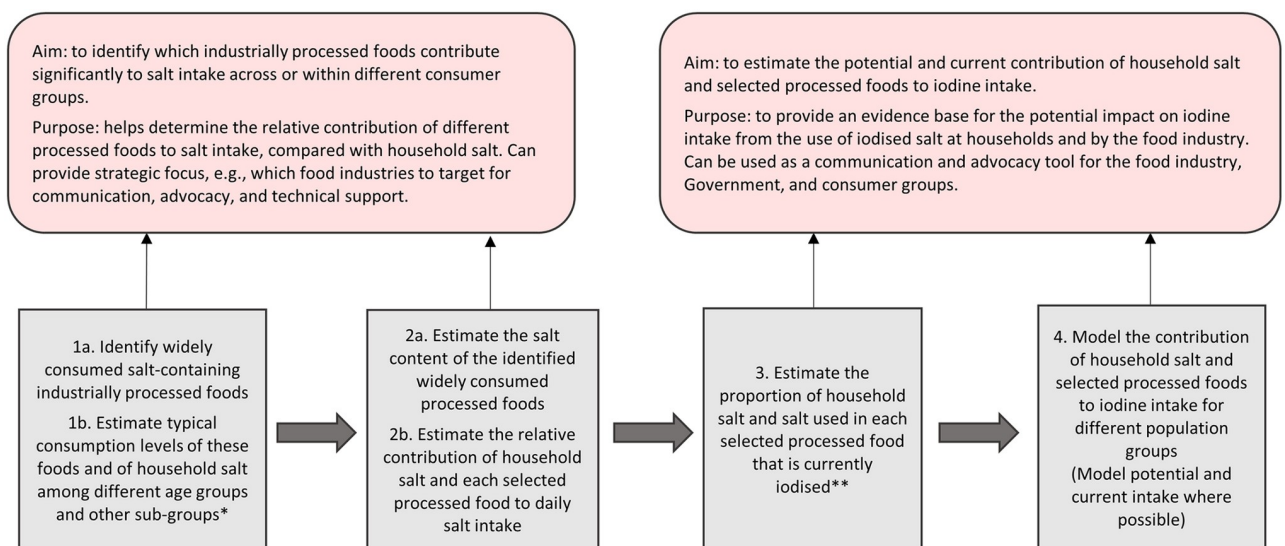 Aim: to identify which industrially processed foods contribute
significantly to salt intake across or within different consumer
groups.
Purpose: helps determine the relative contribution of different
processed foods to salt intake, compared with household salt. Can
provide strategic focus, e.g., which food industries to target for
communication, advocacy, and technical support.
Aim: to estimate the potential and current contribution of household salt
and selected processed foods to iodine intake.
Purpose: to provide an evidence base for the potential impact on iodine
intake from the use of iodised salt at households and by the food industry.
Can be used as a communication and advocacy tool for the food industry,
Government, and consumer groups.
1a. Identify widely
consumed salt-containing
industrially processed foods
1b. Estimate typical
consumption levels of these
foods and of household salt
among different age groups
and other sub-groups*
2a. Estimate the salt
content of the identified
widely consumed
processed foods
2b. Estimate the relative
contribution of household
salt and each selected
processed food to daily
salt intake
3. Estimate the
proportion of household
salt and salt used in each
selected processed food
that is currently
iodised**
4. Model the contribution
of household salt and
selected processed foods
to iodine intake for
different population
groups
(Model potential and
current intake where
possible)